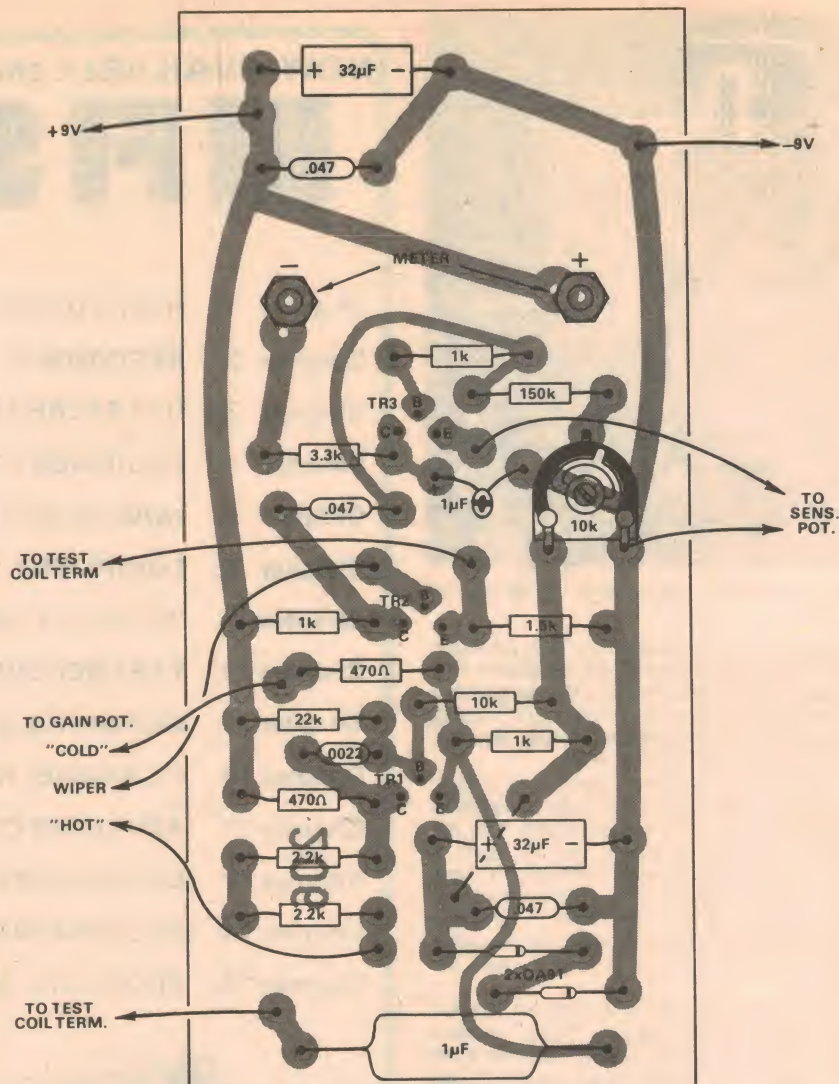 + 32µF −
+9V
−9V
.047
−
METER
+
1k
150k
TR3
B
C
E
3.3k
+
1µF
10k
.047
TO SENS.
POT.
TO TEST
COIL TERM
TR2
B
C
E
1k
1.5k
470Ω
10k
TO GAIN POT.
22k
"COLD"
1k
.0022
B
WIPER
TR1
C
E
470Ω
"HOT"
+ 32µF −
2.2k
.047
2.2k
2xOA91
TO TEST
COIL TERM.
1µF